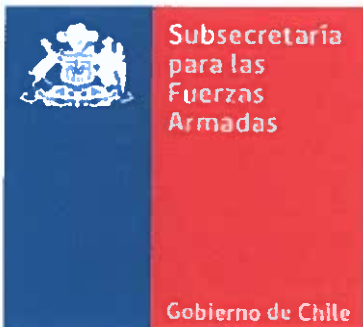 Subsecretaría
para las
Fuerzas
Armadas
Gobierno de Chile